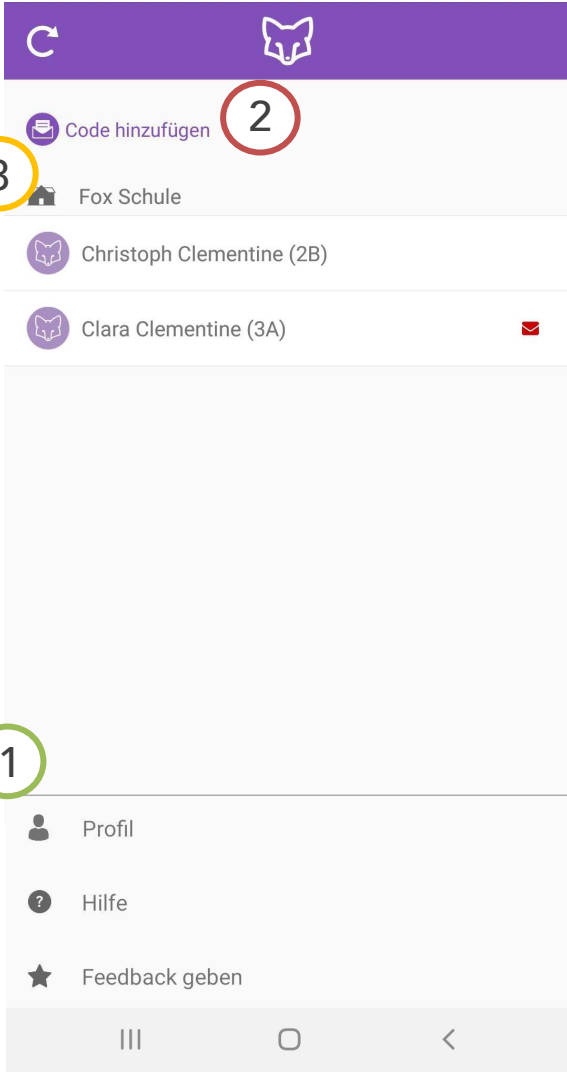 2
Code hinzufügen
3
Fox Schule
Christoph Clementine (2B)
Clara Clementine (3A)
1
Profil
?
Hilfe
Feedback geben